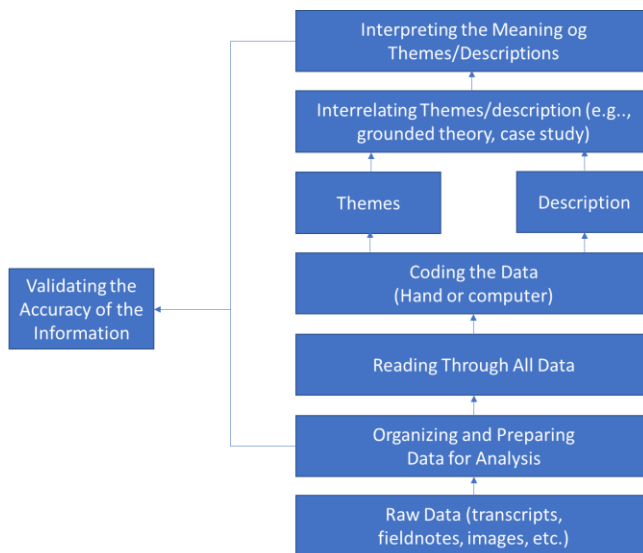 Interpreting the Meaning og
Themes/Descriptions
Interrelating Themes/description (e.g..,
grounded theory, case study)
Themes
Description
Coding the Data
(Hand or computer)
Validating the
Accuracy of the
Information
Reading Through All Data
Organizing and Preparing
Data for Analysis
Raw Data (transcripts,
fieldnotes, images, etc.)